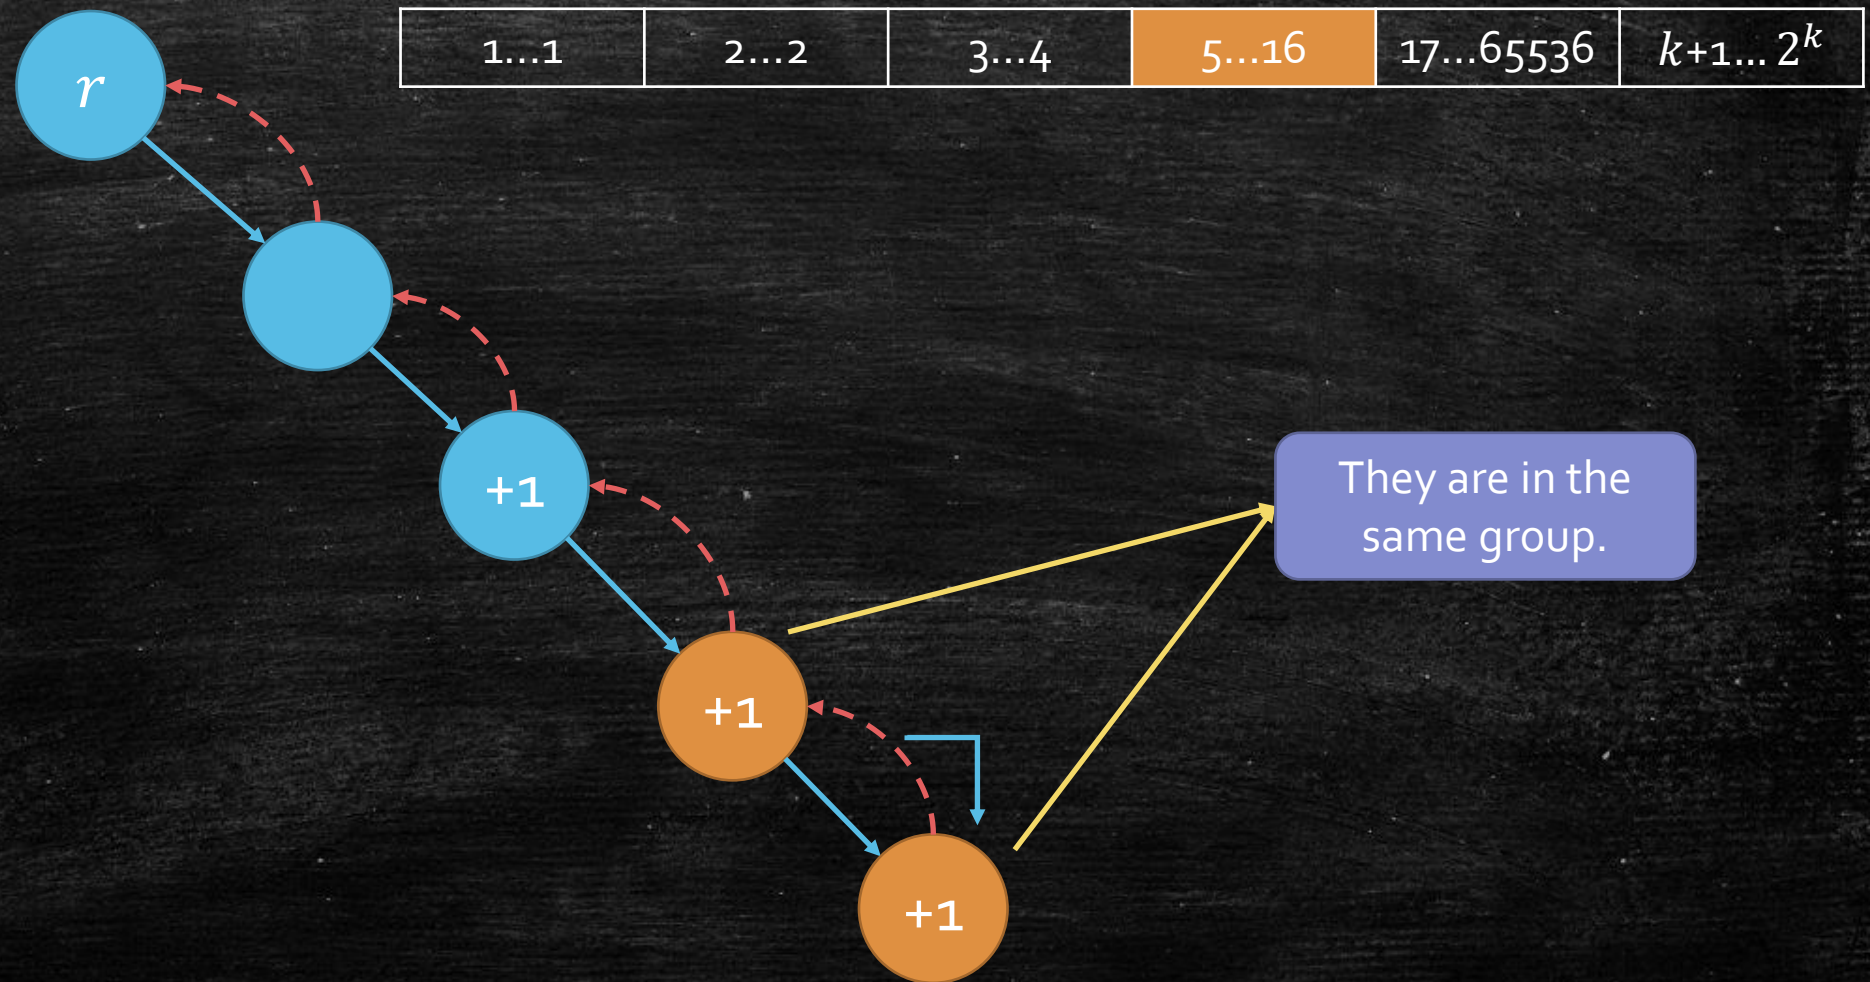 1...1 2...2 3...4 5...16 17...65536 k+1... 2^k
r
+1
They are in the
same group.
+1
+1